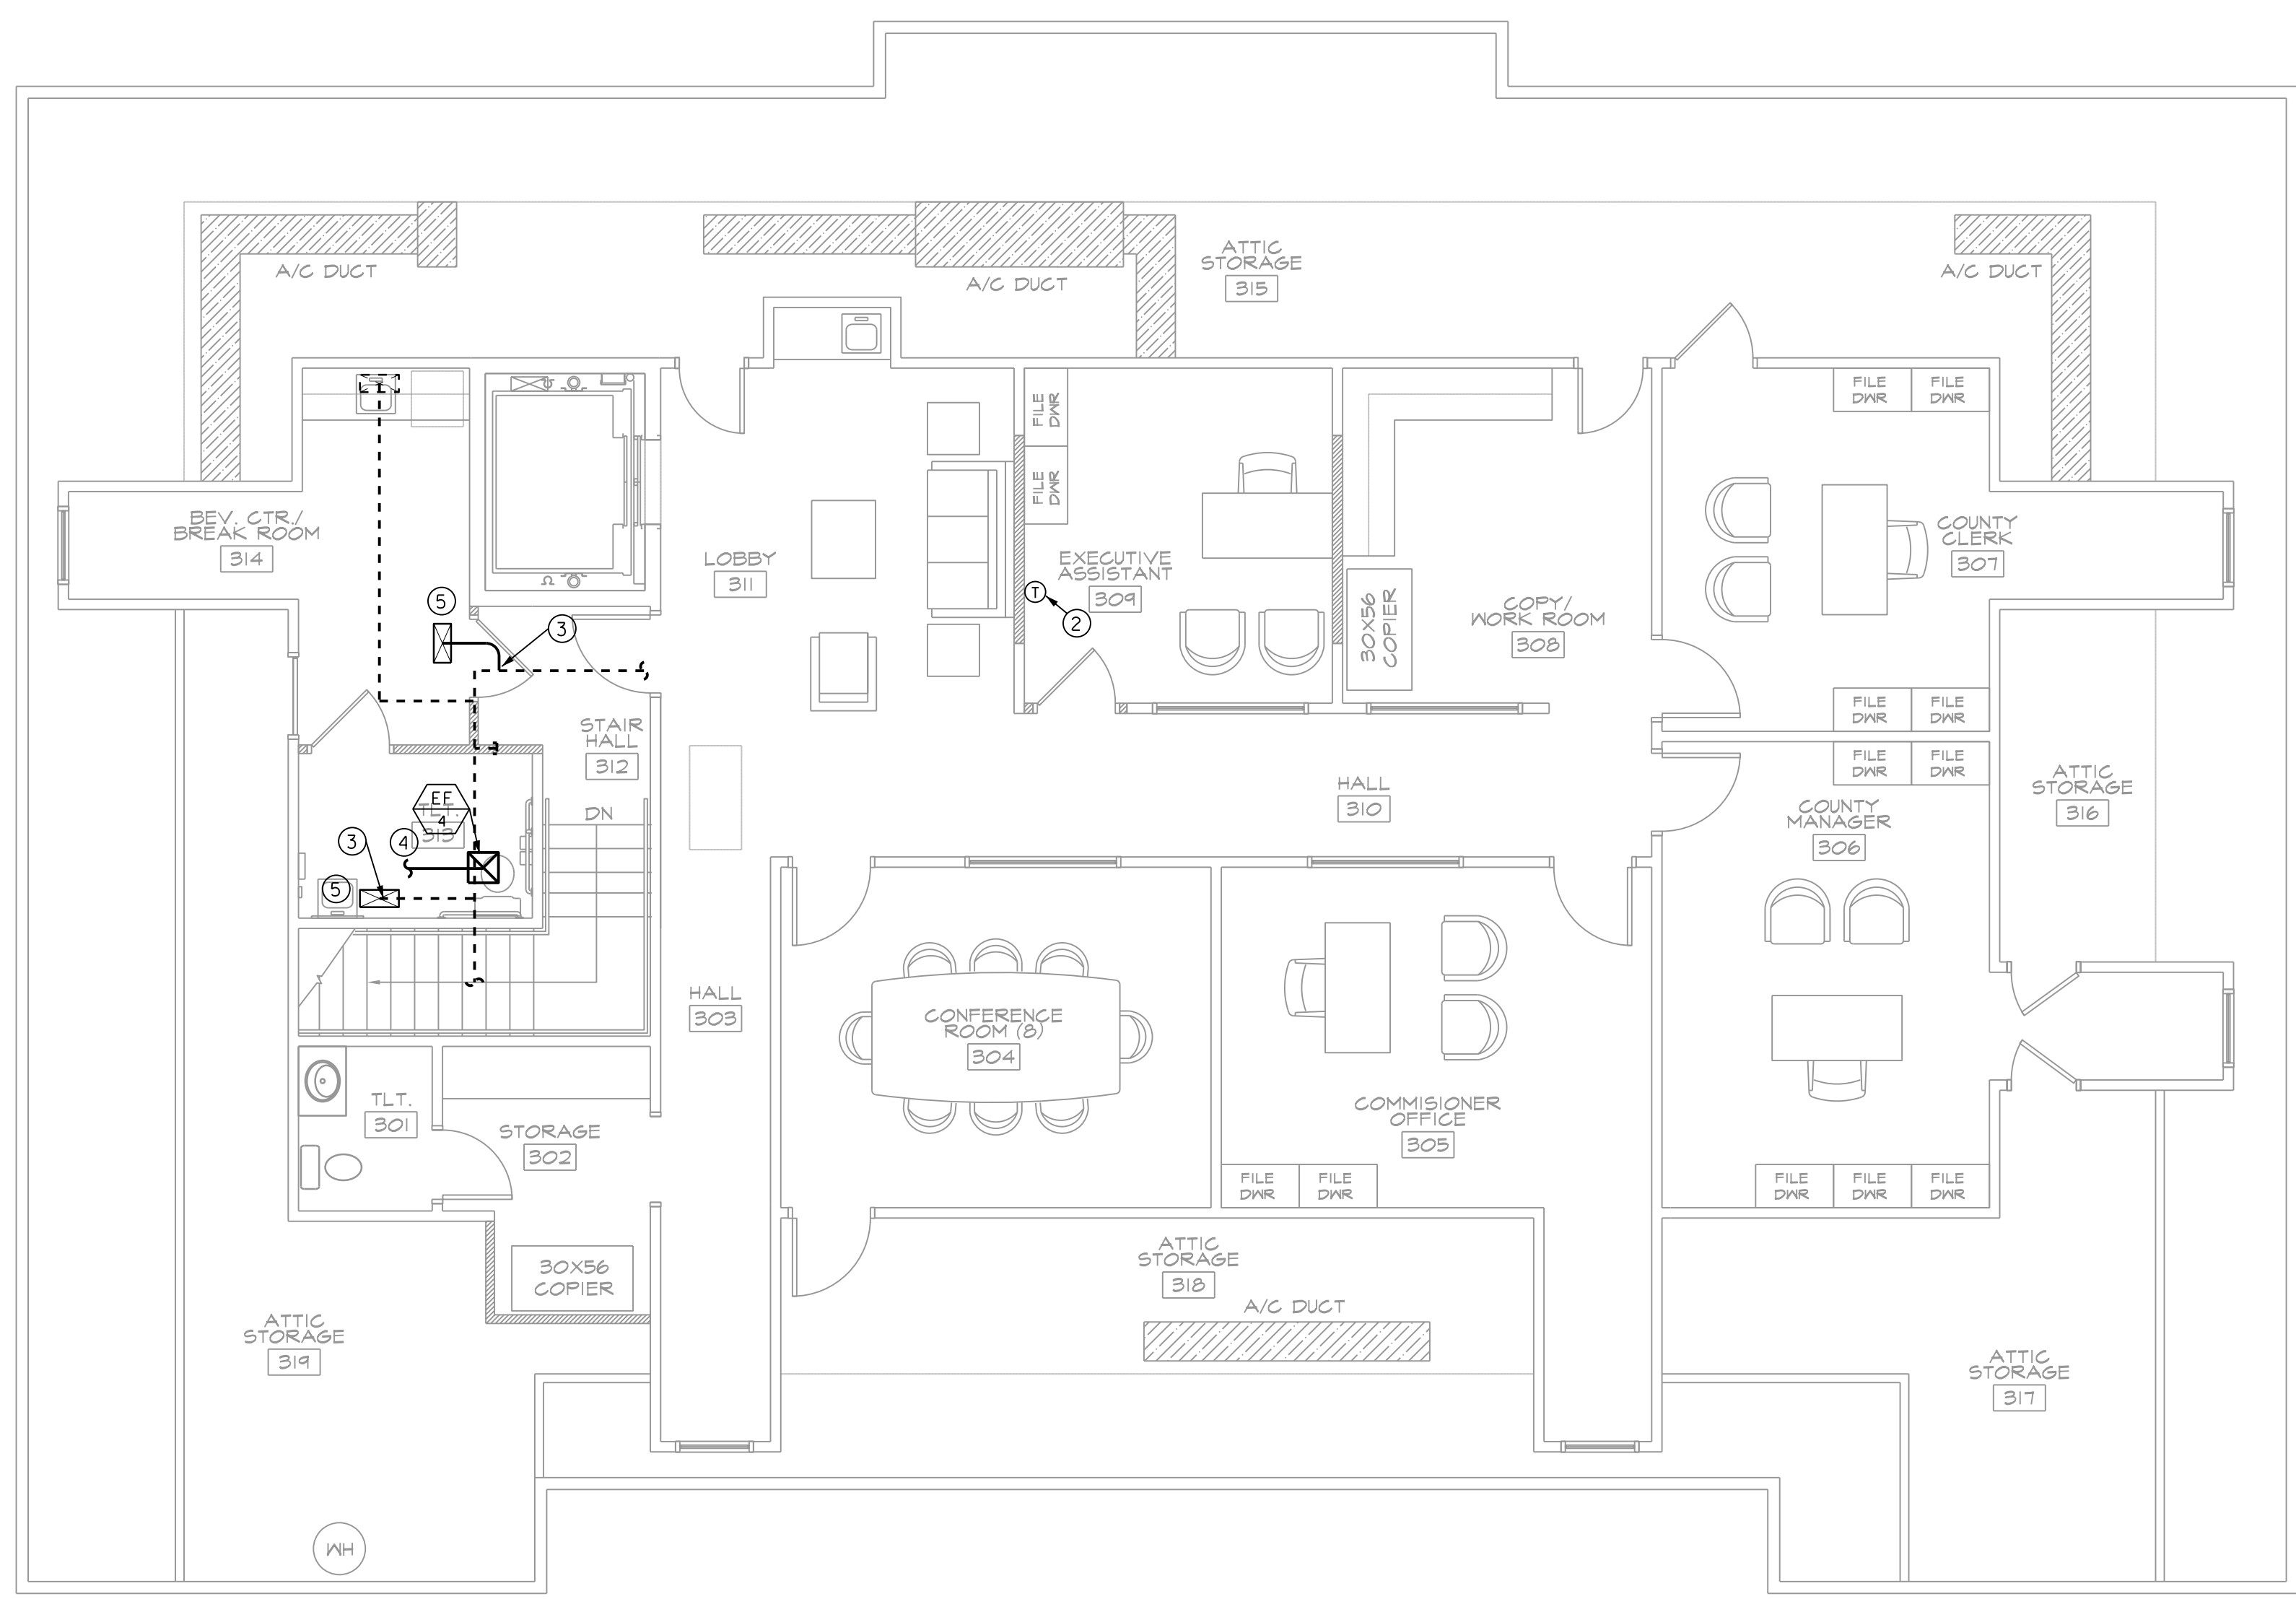 A/C DUCT
A/C DUCT
ATTIC
STORAGE
315
A/C DUCT
FILE
DWR
FILE
DWR
FILE
DWR
FILE
DWR
BEV. CTR./
BREAK ROOM
314
LOBBY
311
EXECUTIVE
ASSISTANT
309
T
2
30X56
COPIER
COPY/
WORK ROOM
308
COUNTY
CLERK
307
5
3
STAIR
HALL
312
FILE
DWR
FILE
DWR
FILE
DWR
FILE
DWR
HALL
310
COUNTY
MANAGER
306
ATTIC
STORAGE
316
EF
4
TLT.
313
DN
3
4
5
HALL
303
CONFERENCE
ROOM (8)
304
COMMISIONER
OFFICE
305
TLT.
301
STORAGE
302
FILE
DWR
FILE
DWR
FILE
DWR
FILE
DWR
FILE
DWR
30X56
COPIER
ATTIC
STORAGE
318
A/C DUCT
ATTIC
STORAGE
319
ATTIC
STORAGE
317
WH